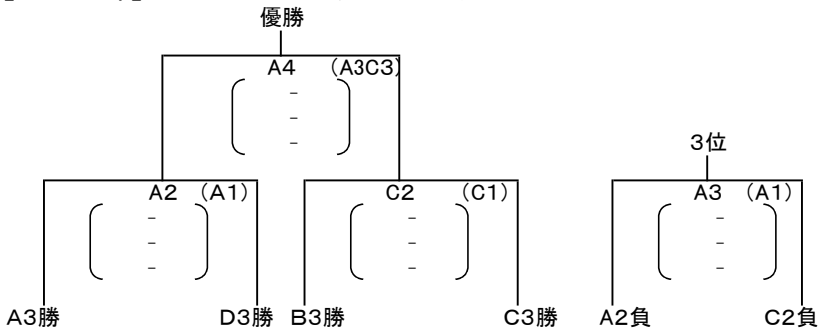 優勝
A4 （A3C3）
-
-
-
3位
A2 （A1） C2 （C1） A3 （A1）
- - -
- - -
- - -
A3勝 D3勝 B3勝 C3勝 A2負 C2負